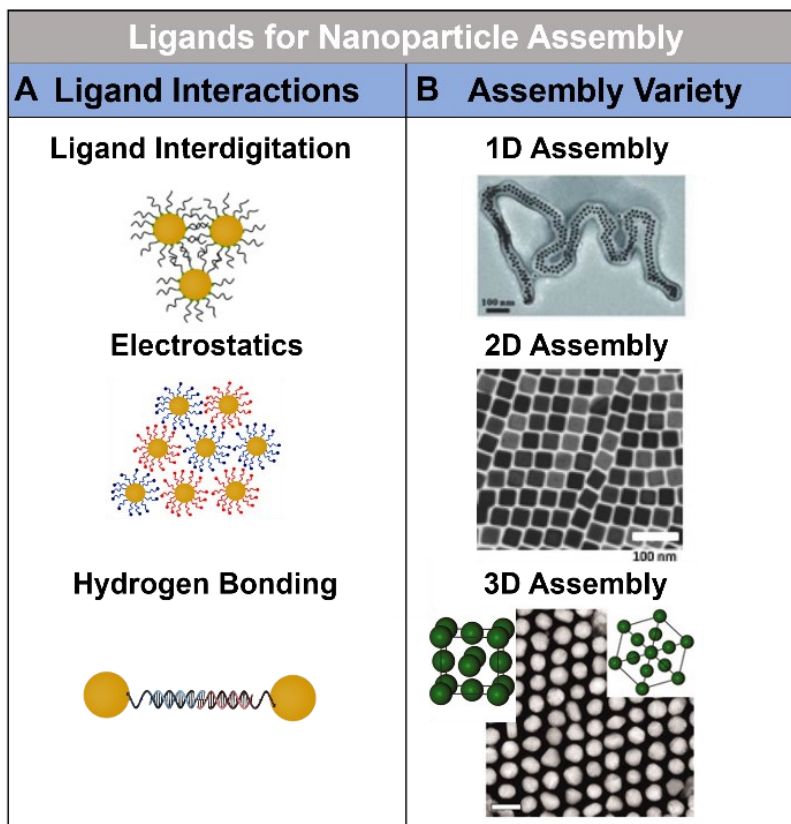 Ligands for Nanoparticle Assembly
A Ligand Interactions
B Assembly Variety
Ligand Interdigitation
Electrostatics
Hydrogen Bonding
1D Assembly
100 nm
2D Assembly
100 nm
3D Assembly